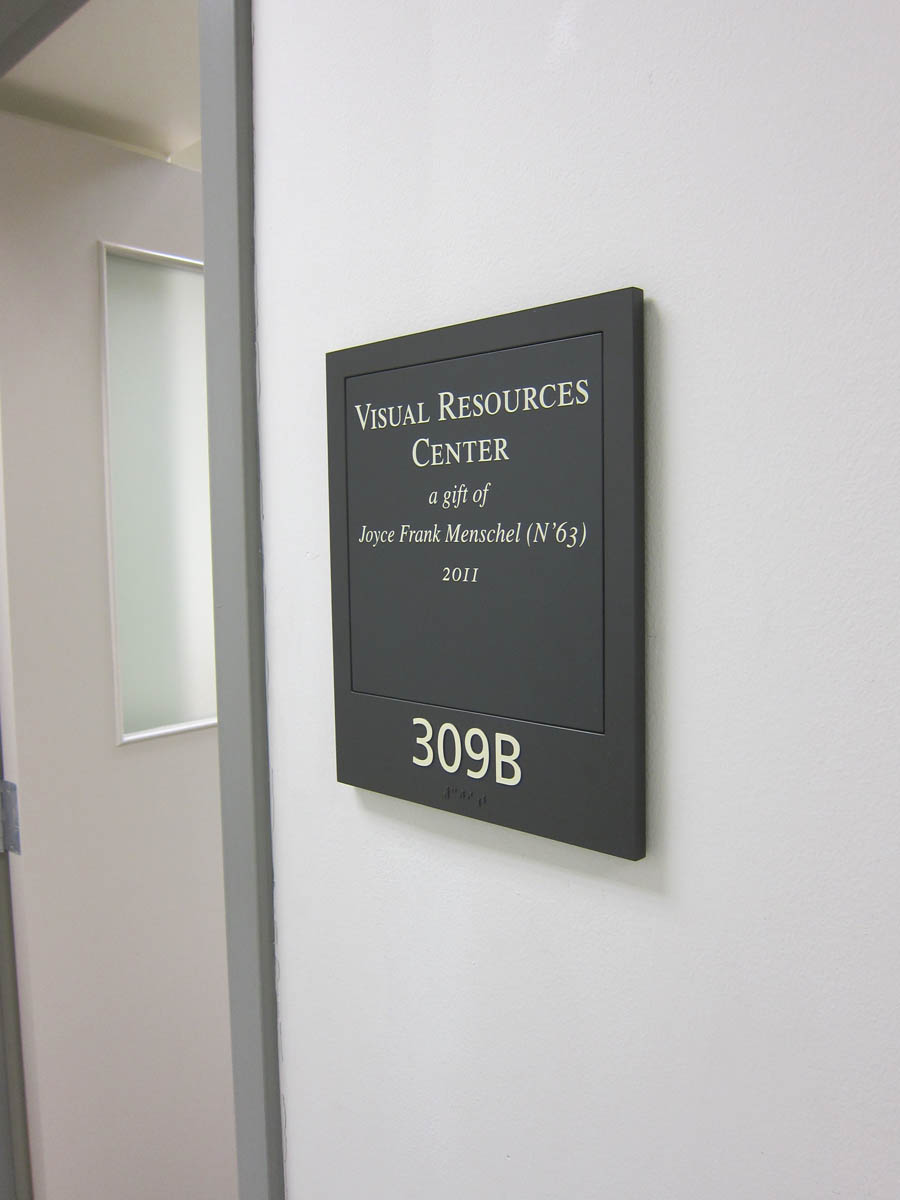 VISUAL RESOURCES
CENTER
a gift of
Joyce Frank Menschel (N'63)
2011
309B